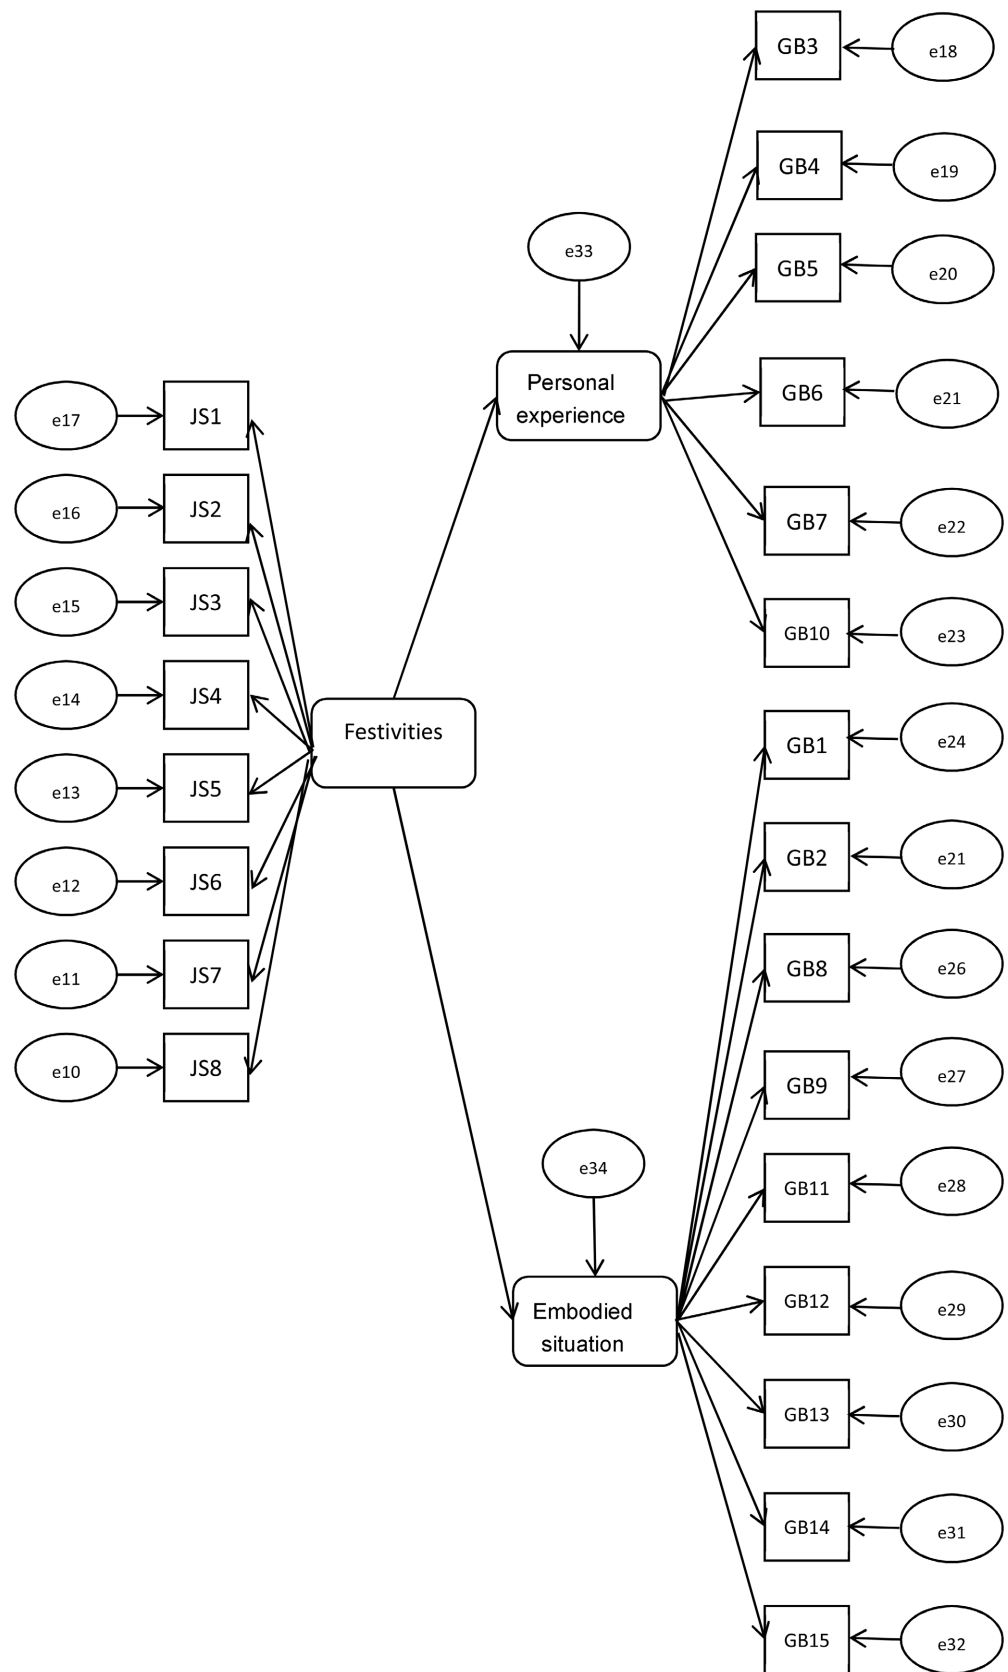 GB3
e18
GB4
e19
e33
GB5
e20
Personal
experience
GB6
e21
e17
JS1
e16
JS2
GB7
e22
e15
JS3
GB10
e23
e14
JS4
Festivities
GB1
e24
e13
JS5
GB2
e21
e12
JS6
GB8
e26
e11
JS7
e10
JS8
GB9
e27
e34
GB11
e28
Embodied
situation
GB12
e29
GB13
e30
GB14
e31
GB15
e32